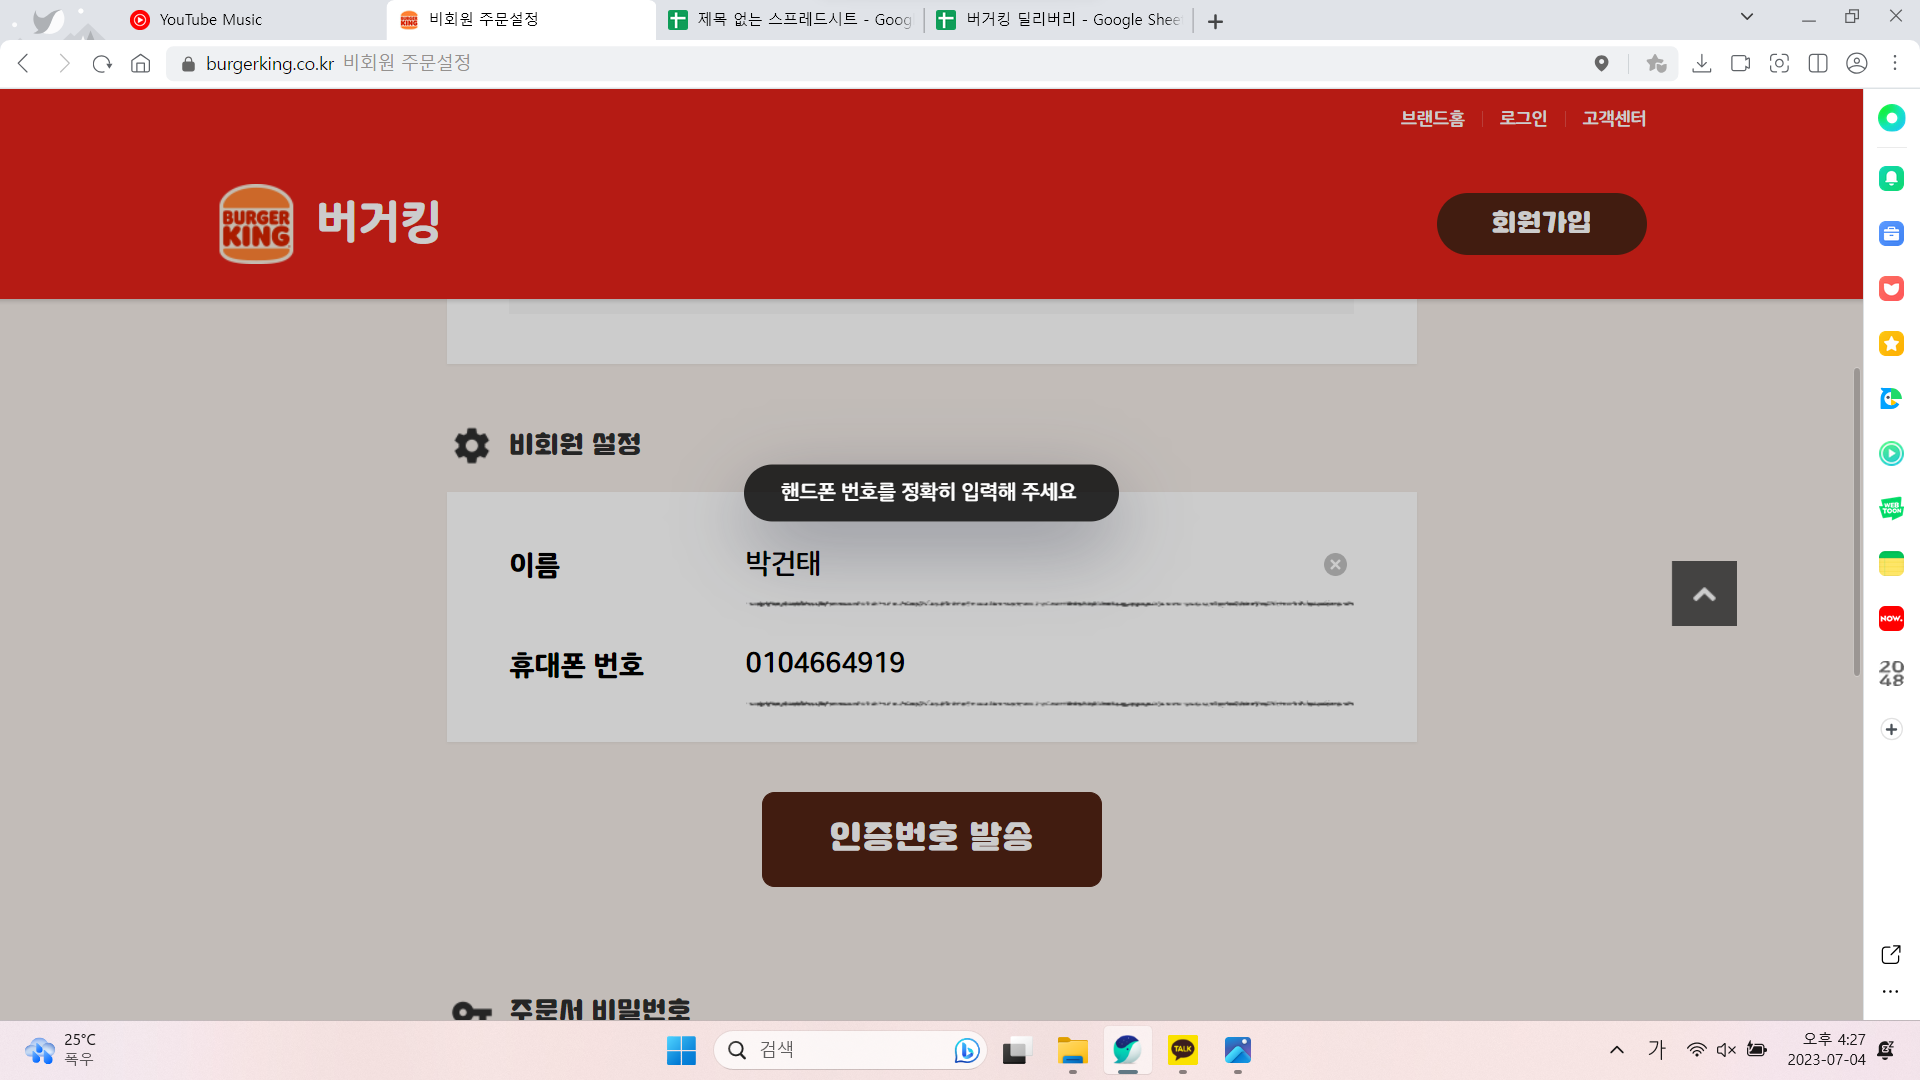 YouTube Music
비회원 주문설정
제목 없는 스프레드시트 - Goog
버거킹 딜리버리 - Google Shee
burgerking.co.kr 비회원 주문설정
브랜드홈
로그인
고객센터
BURGER
KING
버거킹
회원가입
비회원 설정
핸드폰 번호를 정확히 입력해 주세요
이름
박건태
휴대폰 번호
0104664919
인증번호 발송
주문서 비밀번호
WEB
TOON
NOW.
20
48
25°C
폭우
검색
TALK
가
오후 4:27
2023-07-04